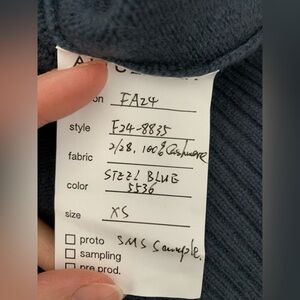 on FA24
style F24-8835
fabric 2/28, 100% Cashmere
color STEEL BLUE
5536
size XS
☐ proto SMS Sample.
☐ sampling
☐ pre prod.